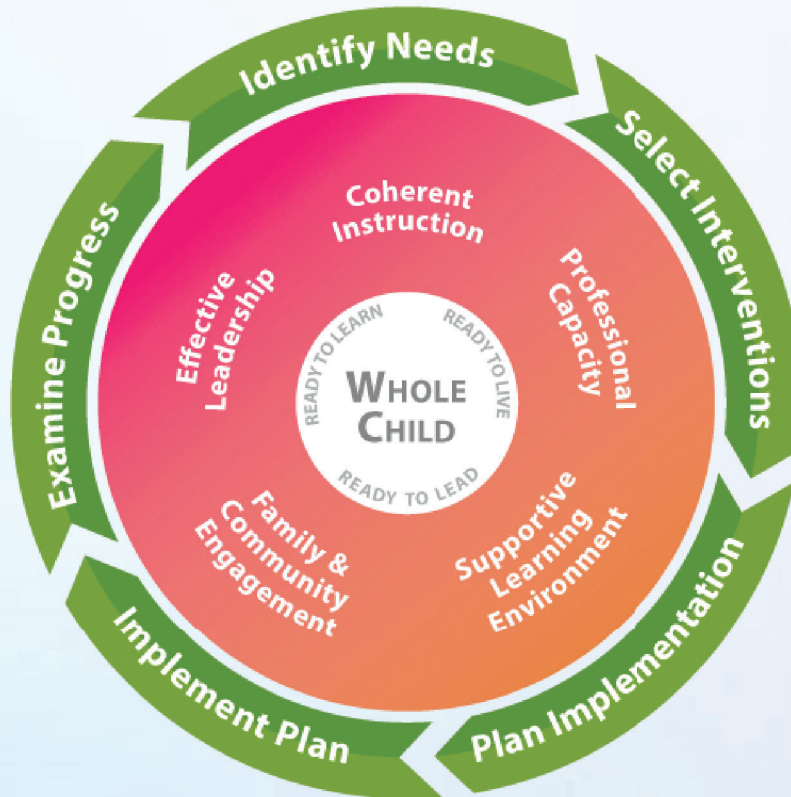 Identify Needs
Select Interventions
Plan Implementation
Implement Plan
Examine Progress
Coherent
Instruction
Professional
Capacity
Supportive
Learning
Environment
Family &
Community
Engagement
Effective
Leadership
READY TO LEARN
READY TO LIVE
READY TO LEAD
WHOLE
CHILD